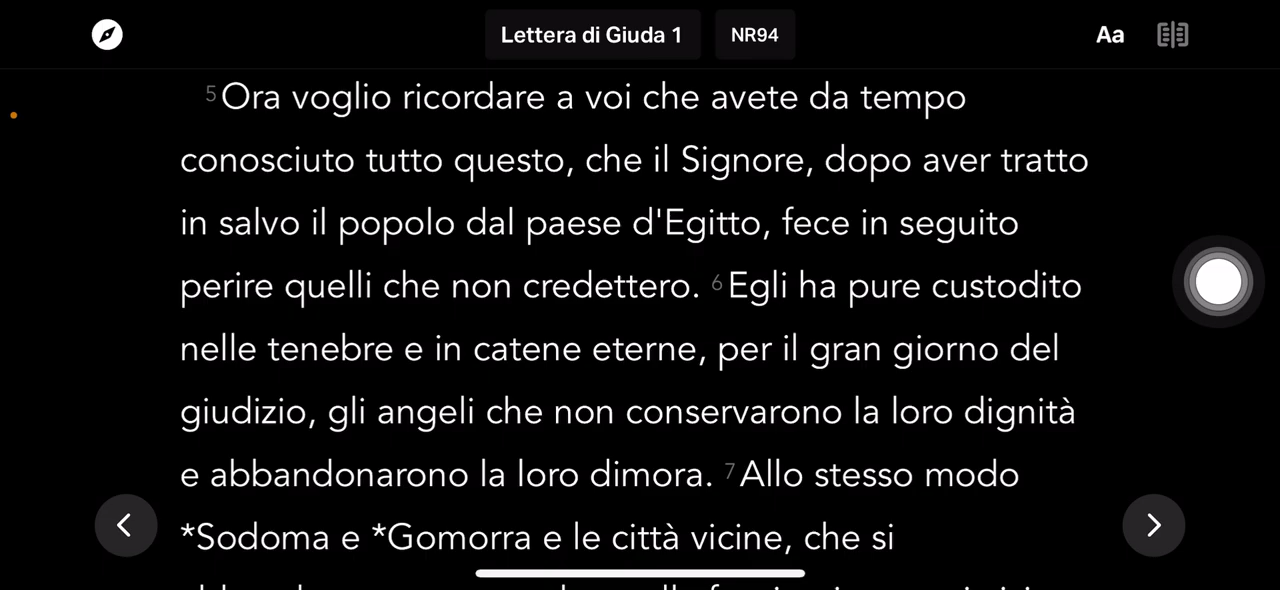 Lettera di Giuda 1 NR94 Aa
5 Ora voglio ricordare a voi che avete da tempo
conosciuto tutto questo, che il Signore, dopo aver tratto
in salvo il popolo dal paese d'Egitto, fece in seguito
perire quelli che non credettero. 6 Egli ha pure custodito
nelle tenebre e in catene eterne, per il gran giorno del
giudizio, gli angeli che non conservarono la loro dignità
e abbandonarono la loro dimora. 7 Allo stesso modo
*Sodoma e *Gomorra e le città vicine, che si